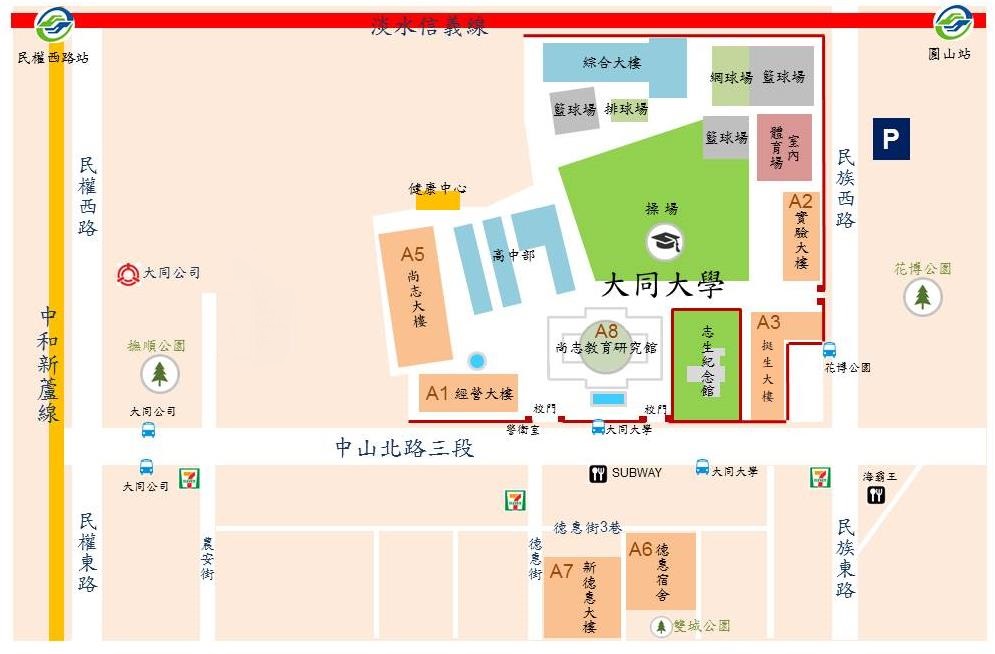 淡水信義線
民權西路站
圓山站
綜合大樓
網球場
籃球場
籃球場
排球場
籃球場
室內
體育場
P
民權西路
民族西路
健康中心
操場
A2
實驗大樓
A5
尚志大樓
高中部
大同公司
花博公園
大同大學
中和新蘆線
撫順公園
A8
尚志教育研究館
志生紀念館
A3
挺生大樓
花博公園
A1 經營大樓
大同公司
校門
校門
警衛室
大同大學
中山北路三段
大同公司
SUBWAY
大同大學
海霸王
民權東路
農安街
德惠街
德惠街3巷
民族東路
A7
新德惠大樓
A6
德惠宿舍
雙城公園